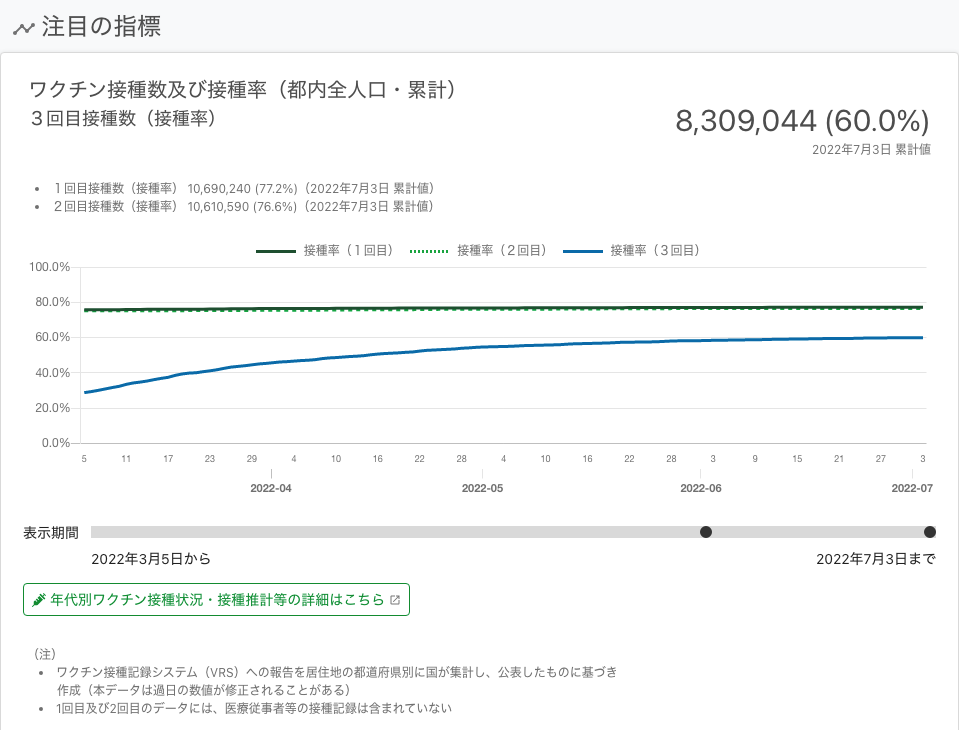 注目の指標
ワクチン接種数及び接種率（都内全人口・累計）
３回目接種数（接種率）
8,309,044 (60.0%)
2022年7月3日 累計値
１回目接種数（接種率） 10,690,240 (77.2%)（2022年7月3日 累計値）
２回目接種数（接種率） 10,610,590 (76.6%)（2022年7月3日 累計値）
接種率（１回目） 接種率（２回目） 接種率（３回目）
100.0%
80.0%
60.0%
40.0%
20.0%
0.0%
5 11 17 23 29 4 10 16 22 28 4 10 16 22 28 3 9 15 21 27 3
2022-04 2022-05 2022-06 2022-07
表示期間
2022年3月5日から 2022年7月3日まで
年代別ワクチン接種状況・接種推計等の詳細はこちら
（注）
ワクチン接種記録システム（VRS）への報告を居住地の都道府県別に国が集計し、公表したものに基づき
作成（本データは過日の数値が修正されることがある）
1回目及び2回目のデータには、医療従事者等の接種記録は含まれていない